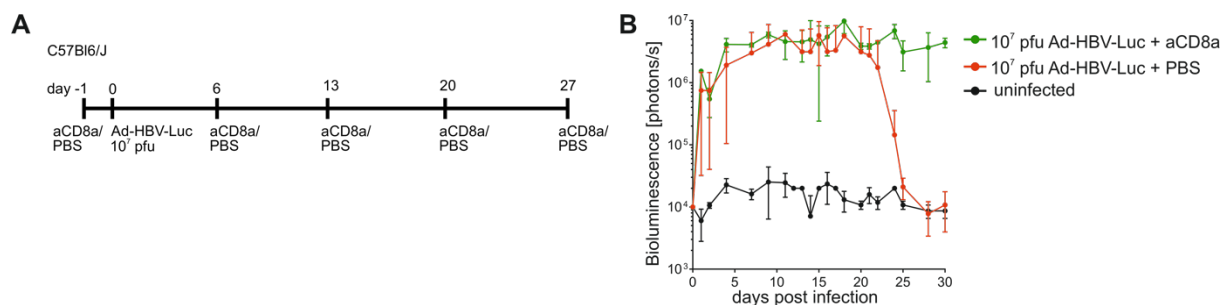 A
C57Bl6/J
day -1 0 6 13 20 27
aCD8a/ Ad-HBV-Luc aCD8a/ aCD8a/ aCD8a/ aCD8a/
PBS 10⁷ pfu PBS PBS PBS PBS
B
Bioluminescence [photons/s]
10⁷
10⁶
10⁵
10⁴
10³
0 5 10 15 20 25 30
days post infection
10⁷ pfu Ad-HBV-Luc + aCD8a
10⁷ pfu Ad-HBV-Luc + PBS
uninfected